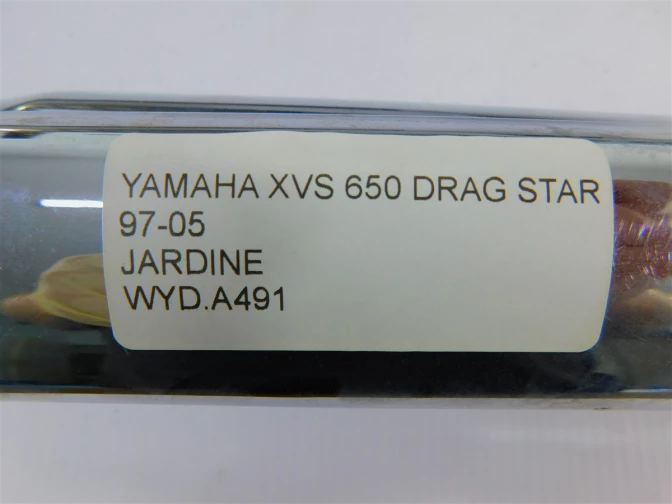 YAMAHA XVS 650 DRAG STAR
97-05
JARDINE
WYD.A491